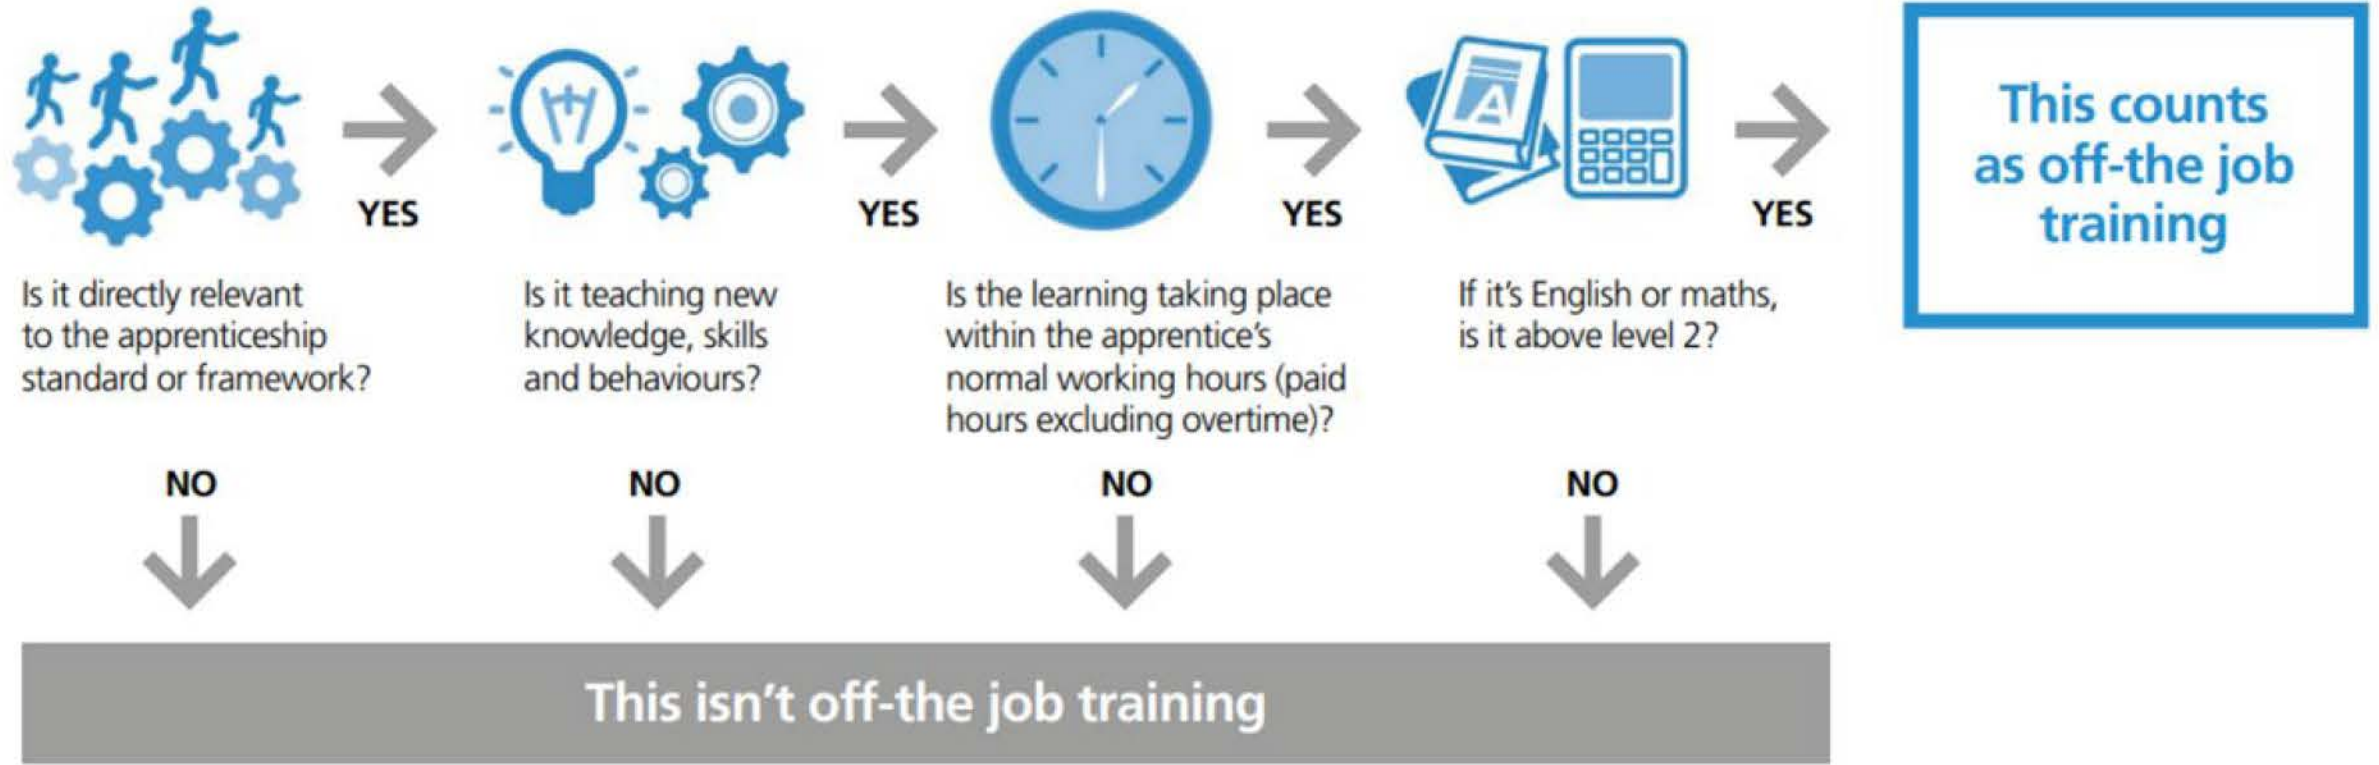 YES
YES
YES
YES
This counts
as off-the job
training
Is it directly relevant
to the apprenticeship
standard or framework?
Is it teaching new
knowledge, skills
and behaviours?
Is the learning taking place
within the apprentice's
normal working hours (paid
hours excluding overtime)?
If it's English or maths,
is it above level 2?
NO
NO
NO
NO
This isn't off-the job training
A